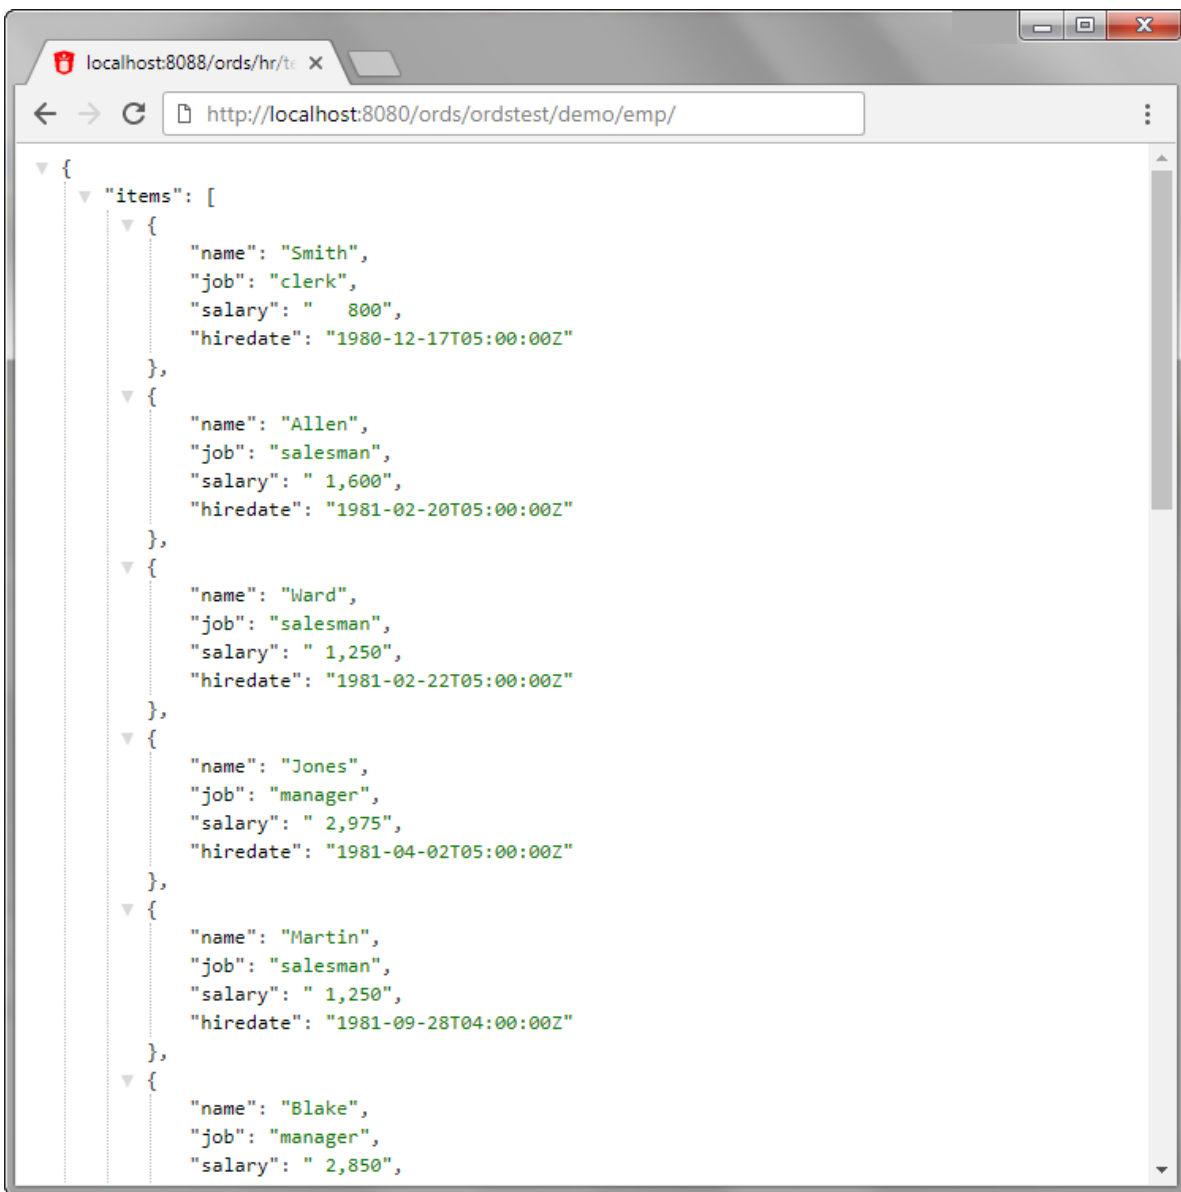 localhost:8088/ords/hr/te
http://localhost:8080/ords/ordstest/demo/emp/
{
"items": [
{
"name": "Smith",
"job": "clerk",
"salary": "   800",
"hiredate": "1980-12-17T05:00:00Z"
},
{
"name": "Allen",
"job": "salesman",
"salary": " 1,600",
"hiredate": "1981-02-20T05:00:00Z"
},
{
"name": "Ward",
"job": "salesman",
"salary": " 1,250",
"hiredate": "1981-02-22T05:00:00Z"
},
{
"name": "Jones",
"job": "manager",
"salary": " 2,975",
"hiredate": "1981-04-02T05:00:00Z"
},
{
"name": "Martin",
"job": "salesman",
"salary": " 1,250",
"hiredate": "1981-09-28T04:00:00Z"
},
{
"name": "Blake",
"job": "manager",
"salary": " 2,850",